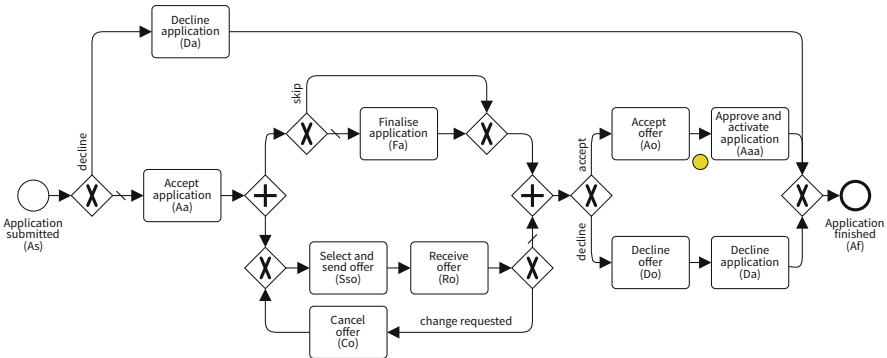 Decline
application
(Da)
decline
skip
Finalise
application
(Fa)
Accept
offer
(Ao)
Approve and
activate
application
(Aaa)
accept
Application
submitted
(As)
Accept
application
(Aa)
Application
finished
(Af)
decline
Select and
send offer
(Sso)
Receive
offer
(Ro)
Decline
offer
(Do)
Decline
application
(Da)
Cancel
offer
(Co)
change requested